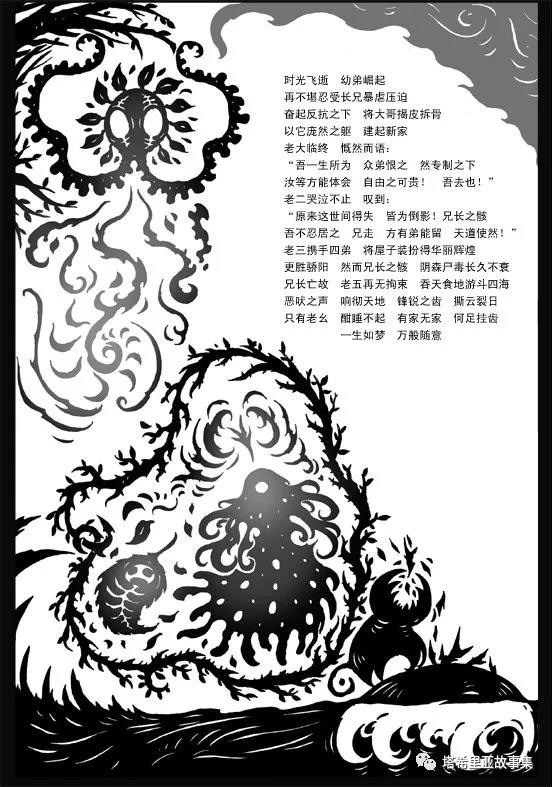 时光飞逝　幼弟崛起
再不堪忍受长兄暴虐压迫
奋起反抗之下　将大哥揭皮拆骨
以它庞然之躯　建起新家
老大临终　慨然而语：
“吾一生所为　众弟恨之　然专制之下
汝等方能体会　自由之可贵！　吾去也！”
老二哭泣不止　叹到：
“原来这世间得失　皆为倒影！兄长之骸
吾不忍居之　兄走　方有弟能留　天道使然！”
老三携手四弟　将屋子装扮得华丽辉煌
更胜骄阳　然而兄长之骸　阴森尸毒长久不衰
兄长亡故　老五再无拘束　吞天食地游斗四海
恶吠之声　响彻天地　锋锐之齿　撕云裂日
只有老幺　酣睡不起　有家无家　何足挂齿
一生如梦　万般随意
塔希里亚故事集